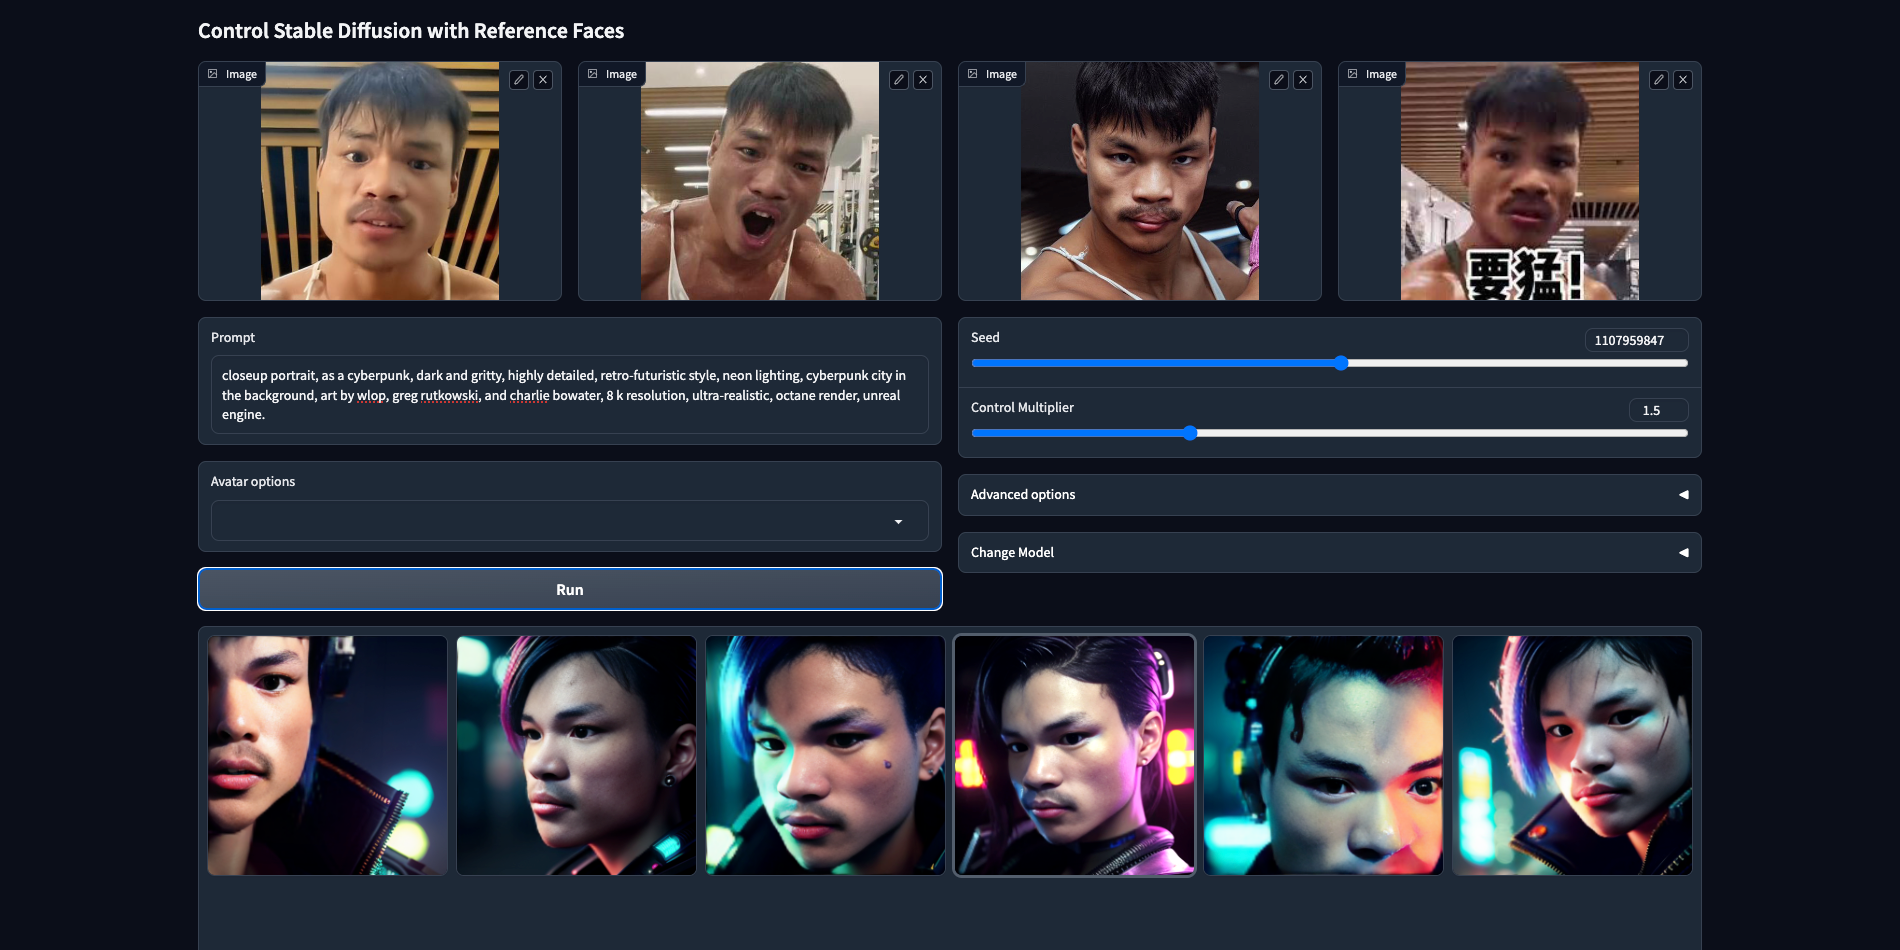 Control Stable Diffusion with Reference Faces
Image
Image
Image
Image
要猛!
Prompt
closeup portrait, as a cyberpunk, dark and gritty, highly detailed, retro-futuristic style, neon lighting, cyberpunk city in
the background, art by wlop, greg rutkowski, and charlie bowater, 8 k resolution, ultra-realistic, octane render, unreal
engine.
Seed
1107959847
Control Multiplier
1.5
Avatar options
Advanced options
Change Model
Run